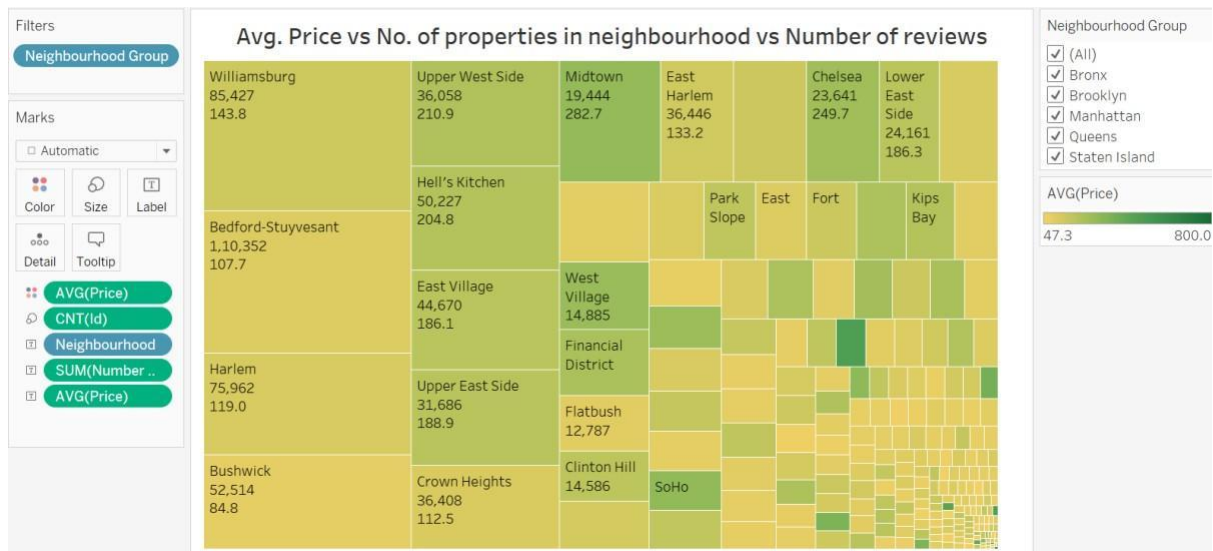 Filters
Neighbourhood Group
Marks
Automatic
Color
Size
Label
Detail
Tooltip
AVG(Price)
CNT(Id)
Neighbourhood
SUM(Number ..
AVG(Price)
Avg. Price vs No. of properties in neighbourhood vs Number of reviews
Williamsburg
85,427
143.8
Bedford-Stuyvesant
1,10,352
107.7
Harlem
75,962
119.0
Bushwick
52,514
84.8
Upper West Side
36,058
210.9
Hell's Kitchen
50,227
204.8
East Village
44,670
186.1
Upper East Side
31,686
188.9
Crown Heights
36,408
112.5
Midtown
19,444
282.7
East
Harlem
36,446
133.2
Chelsea
23,641
249.7
Lower
East
Side
24,161
186.3
Park
Slope
East
Fort
Kips
Bay
West
Village
14,885
Financial
District
Flatbush
12,787
Clinton Hill
14,586
SoHo
Neighbourhood Group
(All)
Bronx
Brooklyn
Manhattan
Queens
Staten Island
AVG(Price)
47.3
800.0